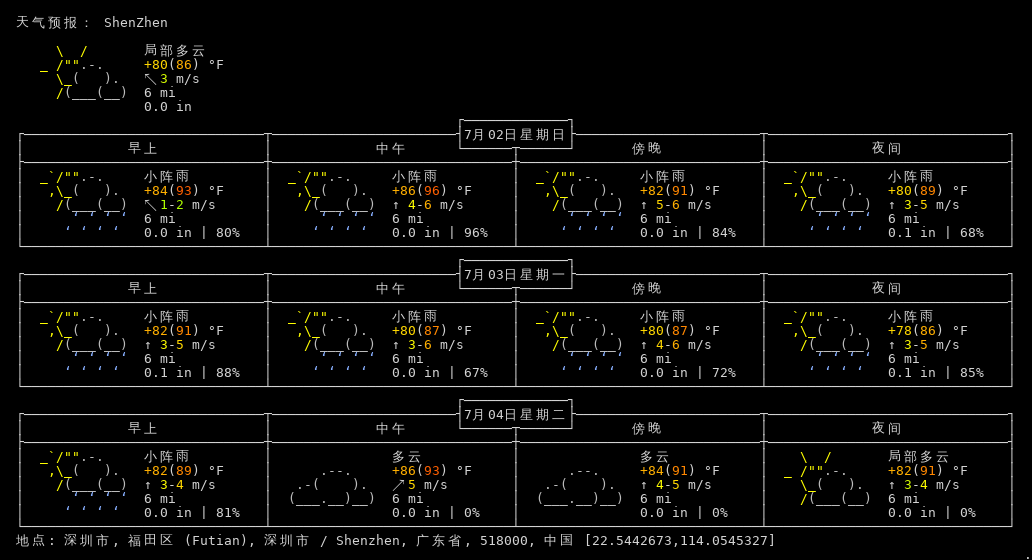 天气预报： ShenZhen
局部多云
+80(86) °F
↖ 3 m/s
6 mi
0.0 in
7月02日星期日
早上 中午 傍晚 夜间
小阵雨 小阵雨 小阵雨 小阵雨
+84(93) °F +86(96) °F +82(91) °F +80(89) °F
↖ 1-2 m/s ↑ 4-6 m/s ↑ 5-6 m/s ↑ 3-5 m/s
6 mi 6 mi 6 mi 6 mi
0.0 in | 80% 0.0 in | 96% 0.0 in | 84% 0.1 in | 68%
7月03日星期一
早上 中午 傍晚 夜间
小阵雨 小阵雨 小阵雨 小阵雨
+82(91) °F +80(87) °F +80(87) °F +78(86) °F
↑ 3-5 m/s ↑ 3-6 m/s ↑ 4-6 m/s ↑ 3-5 m/s
6 mi 6 mi 6 mi 6 mi
0.1 in | 88% 0.0 in | 67% 0.0 in | 72% 0.1 in | 85%
7月04日星期二
早上 中午 傍晚 夜间
小阵雨 多云 多云 局部多云
+82(89) °F +86(93) °F +84(91) °F +82(91) °F
↑ 3-4 m/s ↗ 5 m/s ↑ 4-5 m/s ↑ 3-4 m/s
6 mi 6 mi 6 mi 6 mi
0.0 in | 81% 0.0 in | 0% 0.0 in | 0% 0.0 in | 0%
地点: 深圳市, 福田区 (Futian), 深圳市 / Shenzhen, 广东省, 518000, 中国 [22.5442673,114.0545327]